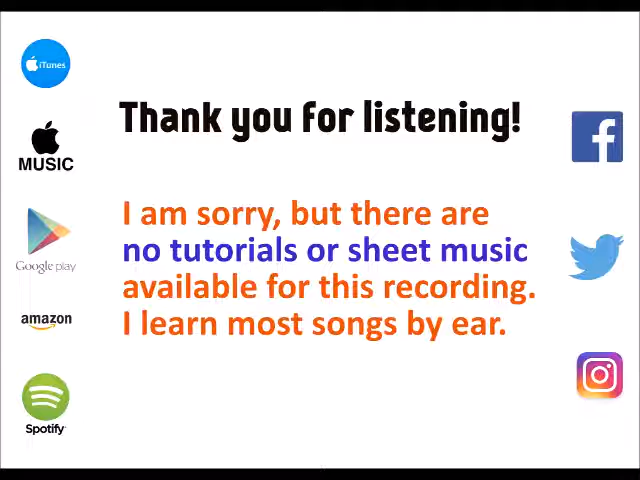 iTunes
Thank you for listening!
MUSIC
I am sorry, but there are
no tutorials or sheet music
Google play
available for this recording.
amazon
I learn most songs by ear.
Spotify